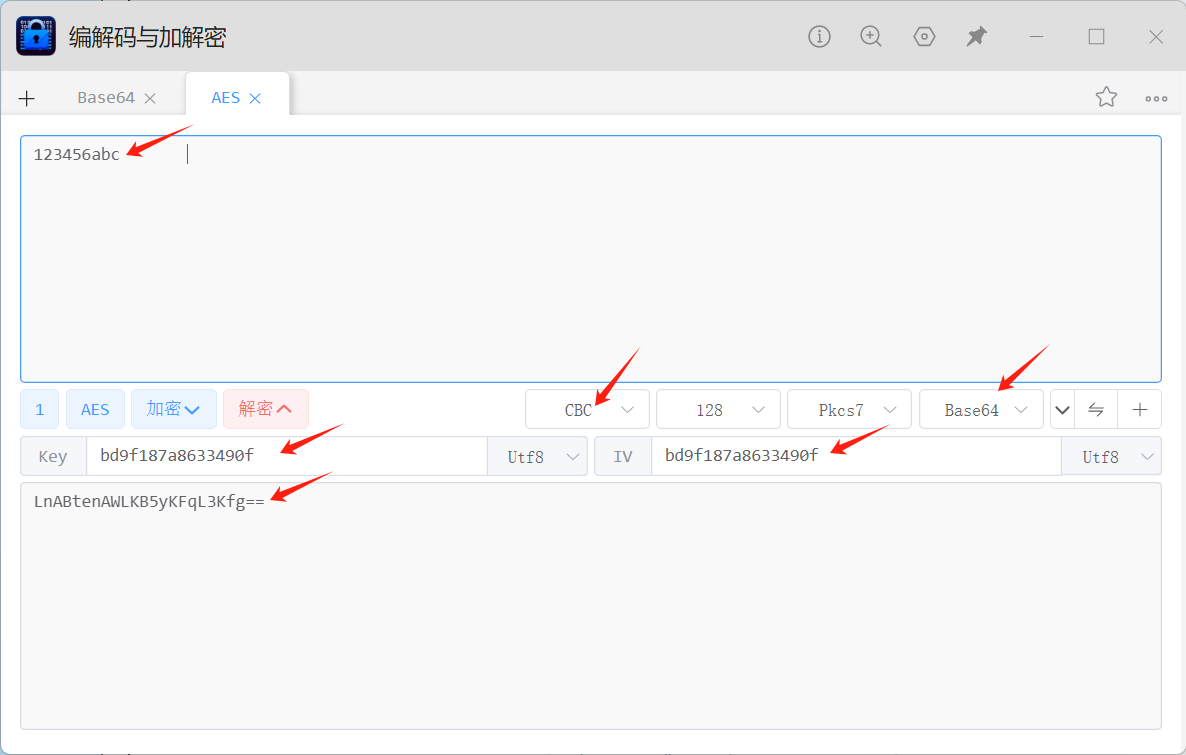 编解码与加解密
Base64 AES
123456abc
1 AES 加密 解密 CBC 128 Pkcs7 Base64
Key bd9f187a8633490f Utf8 IV bd9f187a8633490f Utf8
LnABtenAWLKB5yKFqL3Kfg==